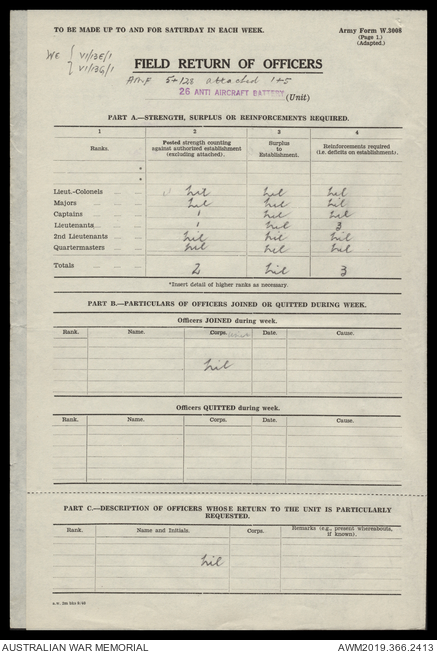 TO BE MADE UP TO AND FOR SATURDAY IN EACH WEEK.
Army Form W.3008
(Page 1.)
(Adapted.)
WE { VI/13E/1
VI/13G/1
FIELD RETURN OF OFFICERS
5+128 attached 1+5
26 ANTI AIRCRAFT BATTERY (Unit)
PART A.—STRENGTH, SURPLUS OR REINFORCEMENTS REQUIRED.
1 2 3 4
Ranks. Posted strength counting against authorized establishment (excluding attached). Surplus to Establishment. Reinforcements required (i.e. deficits on establishment).
*
*
Lieut.-Colonels nil nil nil
Majors nil nil nil
Captains 1 nil nil
Lieutenants 1 nil 3
2nd Lieutenants nil nil nil
Quartermasters nil nil nil
Totals 2 nil 3
*Insert detail of higher ranks as necessary.
PART B.—PARTICULARS OF OFFICERS JOINED OR QUITTED DURING WEEK.
Officers JOINED during week.
Rank. Name. Corps. Date. Cause.
nil
Officers QUITTED during week.
Rank. Name. Corps. Date. Cause.
PART C.—DESCRIPTION OF OFFICERS WHOSE RETURN TO THE UNIT IS PARTICULARLY
REQUESTED.
Rank. Name and Initials. Corps. Remarks (e.g., present whereabouts, if known).
nil
AUSTRALIAN WAR MEMORIAL
AWM2019.366.2413